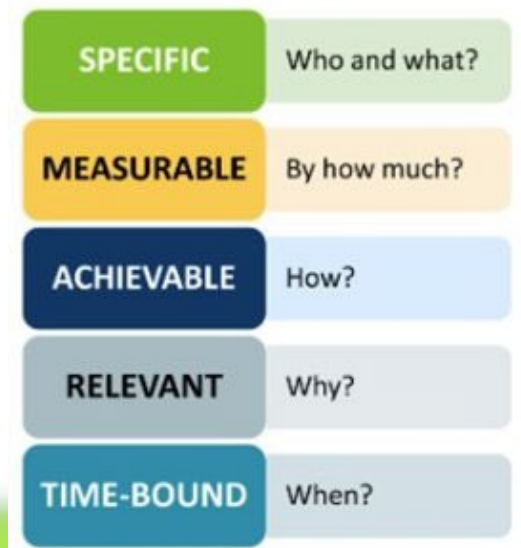 SPECIFIC Who and what?
MEASURABLE By how much?
ACHIEVABLE How?
RELEVANT Why?
TIME-BOUND When?